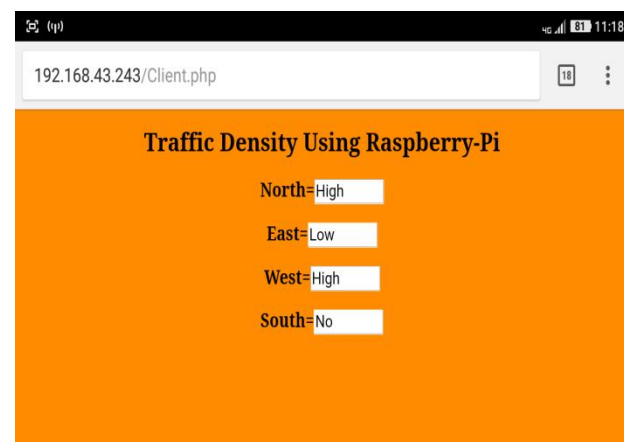 4G 81 11:18
192.168.43.243/Client.php 18
Traffic Density Using Raspberry-Pi
North=High
East=Low
West=High
South=No